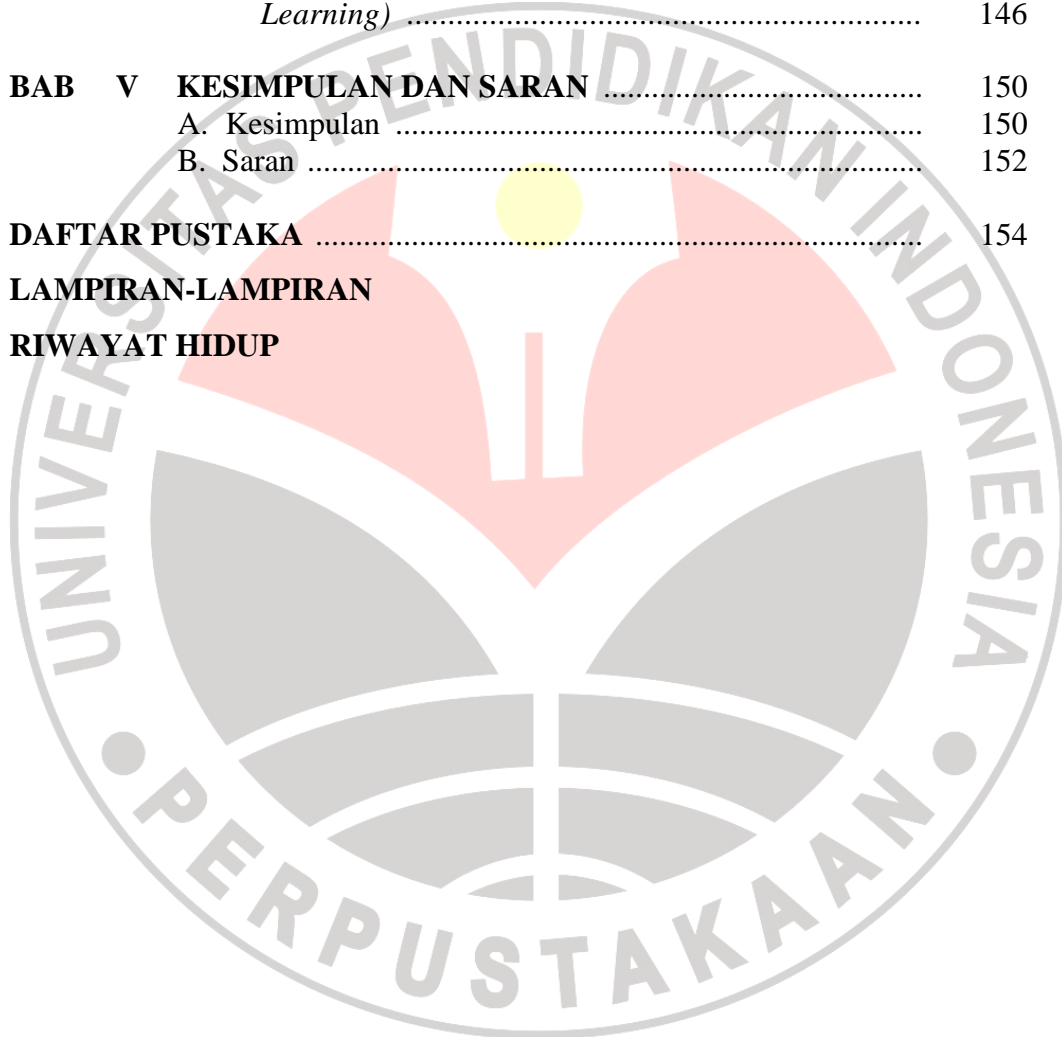 Learning) ................................................................ 146
BAB V KESIMPULAN DAN SARAN ....................................... 150
A. Kesimpulan .................................................................. 150
B. Saran ............................................................................. 152
DAFTAR PUSTAKA ........................................................................... 154
LAMPIRAN-LAMPIRAN
RIWAYAT HIDUP
UNIVERSITAS PENDIDIKAN INDONESIA
PERPUSTAKAAN